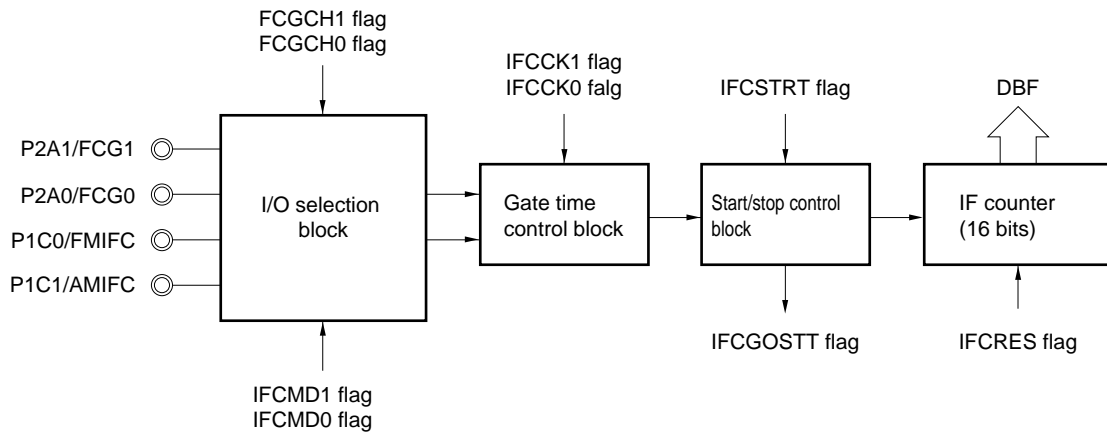 FCGCH1 flag
FCGCH0 flag
IFCCK1 flag
IFCCK0 falg
IFCSTRT flag
DBF
P2A1/FCG1
P2A0/FCG0
P1C0/FMIFC
P1C1/AMIFC
I/O selection
block
Gate time
control block
Start/stop control
block
IF counter
(16 bits)
IFCGOSTT flag
IFCRES flag
IFCMD1 flag
IFCMD0 flag